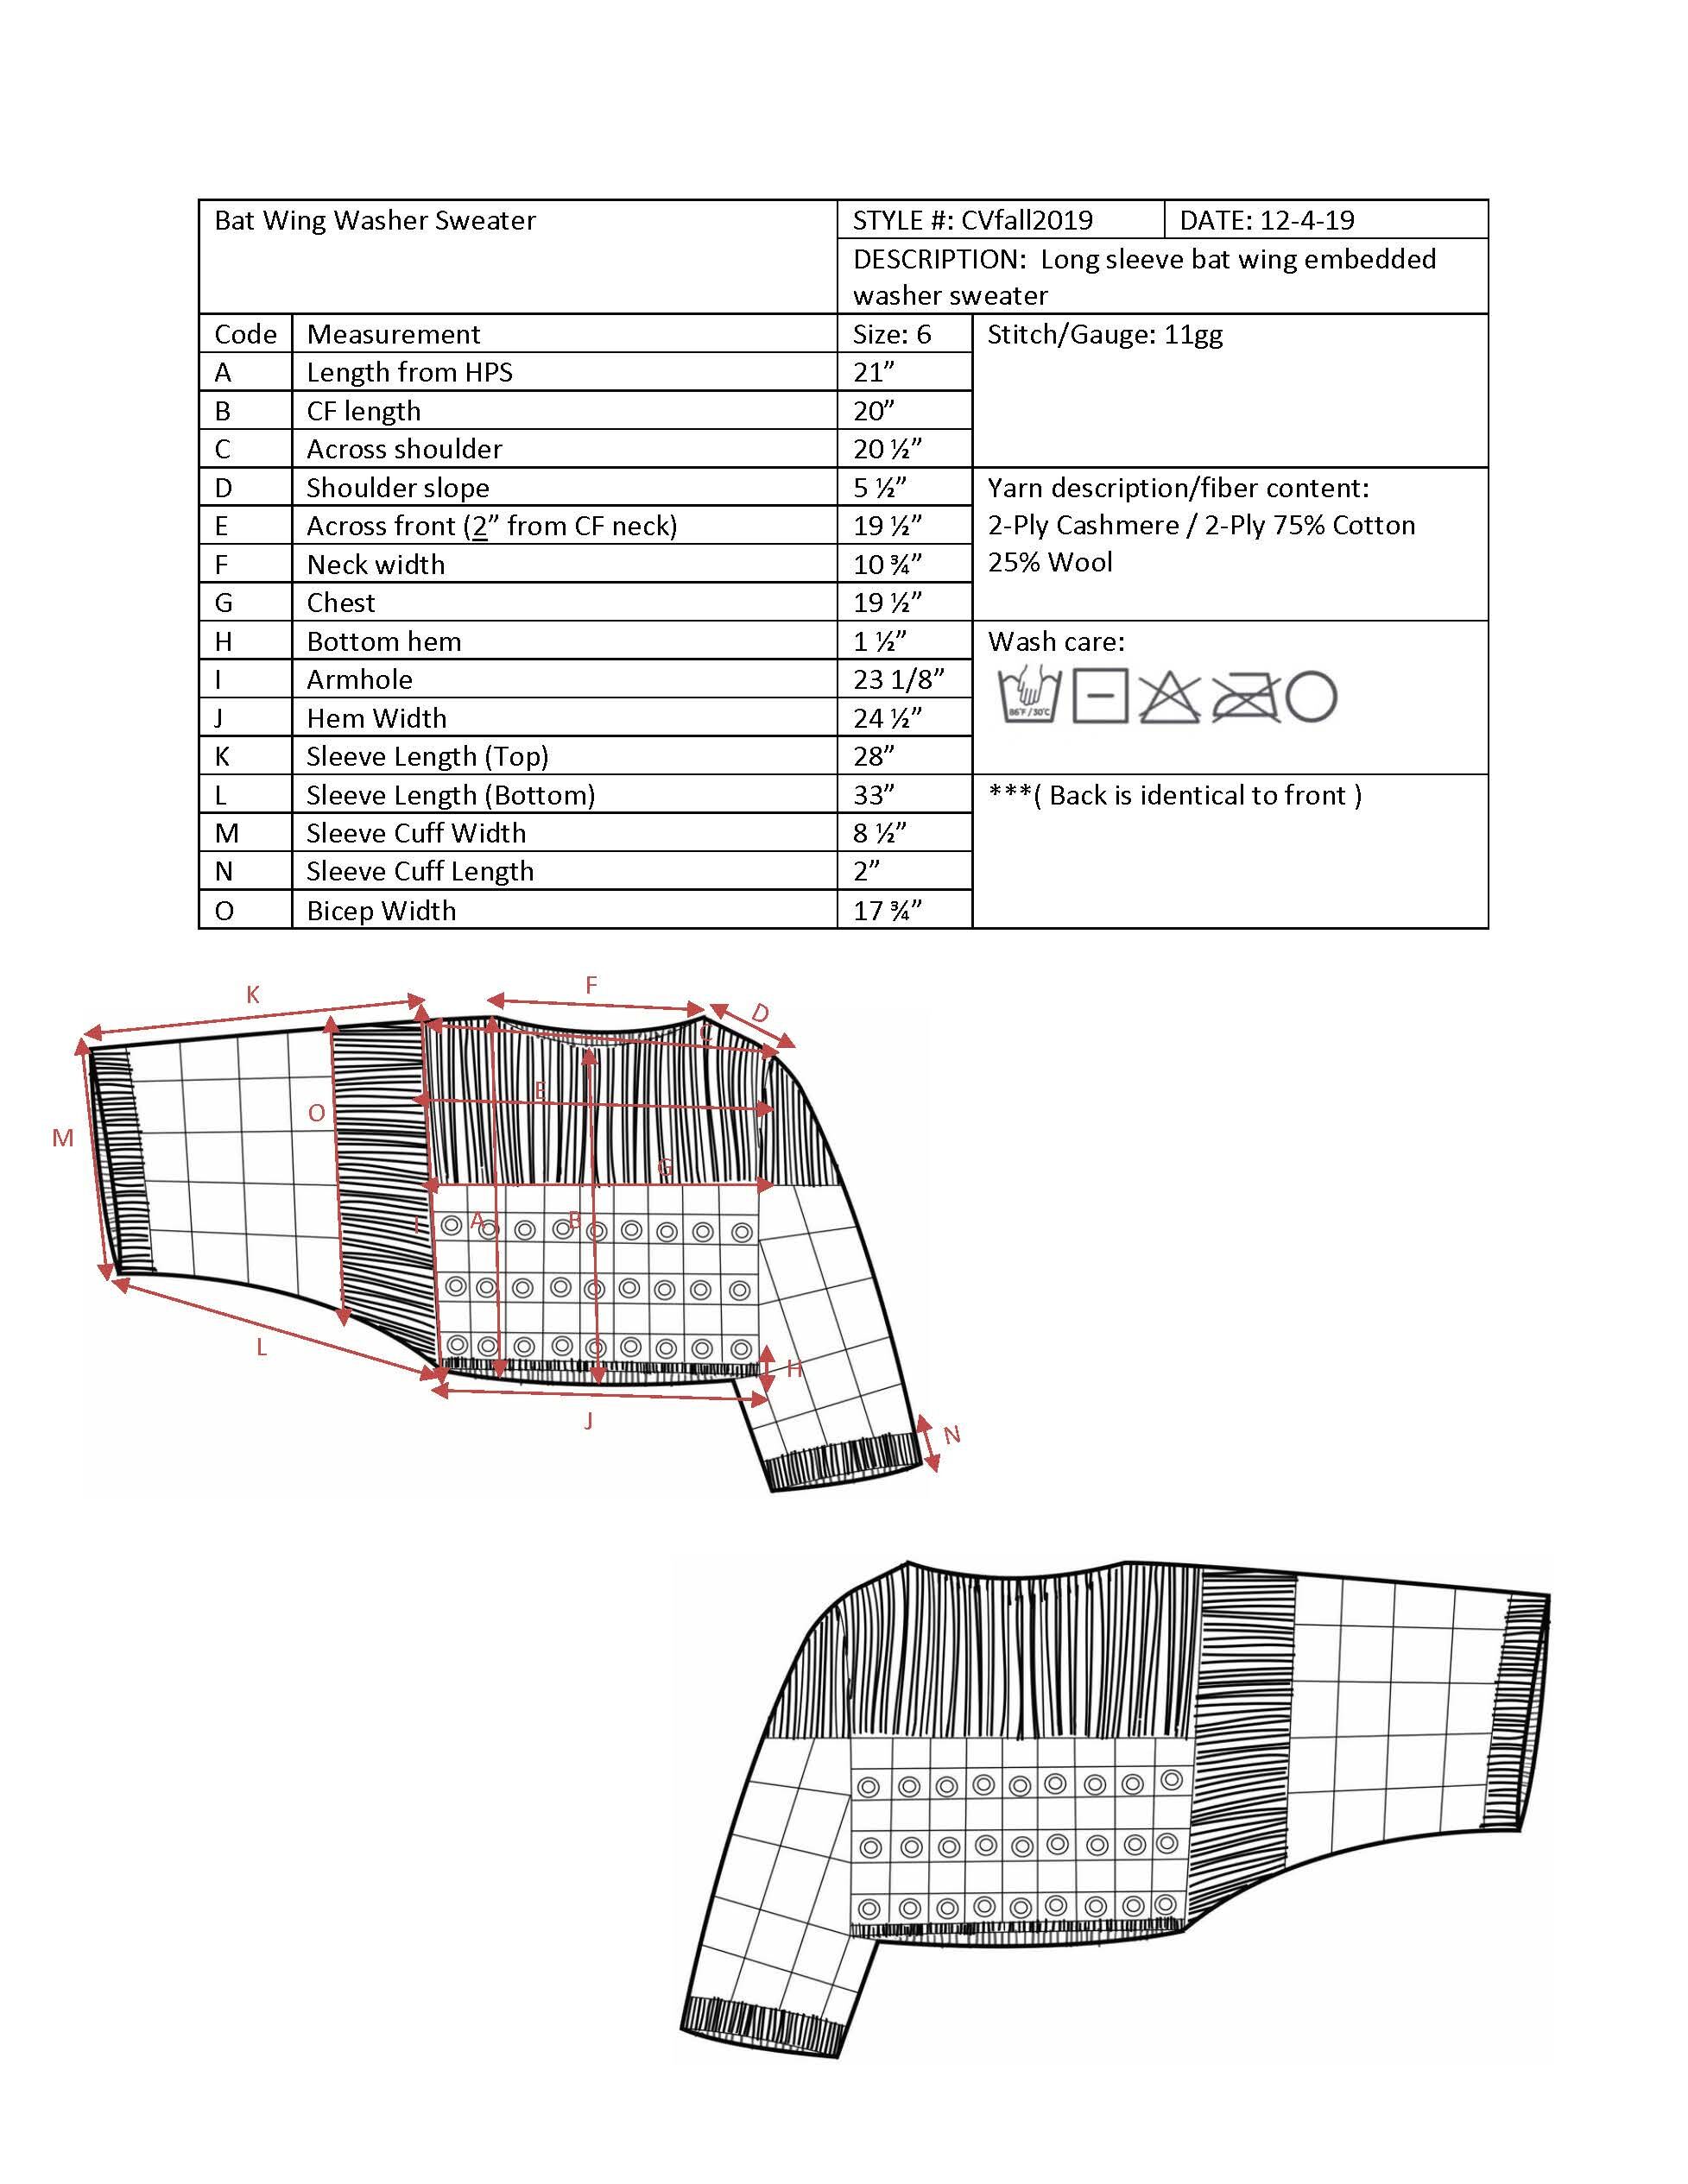 Bat Wing Washer Sweater
STYLE #: CVfall2019
DATE: 12-4-19
DESCRIPTION: Long sleeve bat wing embedded
washer sweater
Code Measurement Size: 6 Stitch/Gauge: 11gg
A Length from HPS 21”
B CF length 20”
C Across shoulder 20 ½”
D Shoulder slope 5 ½” Yarn description/fiber content:
E Across front (2” from CF neck) 19 ½” 2-Ply Cashmere / 2-Ply 75% Cotton
F Neck width 10 ¾” 25% Wool
G Chest 19 ½”
H Bottom hem 1 ½” Wash care:
I Armhole 23 1/8”
86°F / 30°C
J Hem Width 24 ½”
K Sleeve Length (Top) 28”
L Sleeve Length (Bottom) 33” ***( Back is identical to front )
M Sleeve Cuff Width 8 ½”
N Sleeve Cuff Length 2”
O Bicep Width 17 ¾”
F
K
D
C
E
O
M
G
I
A
B
L
H
J
N